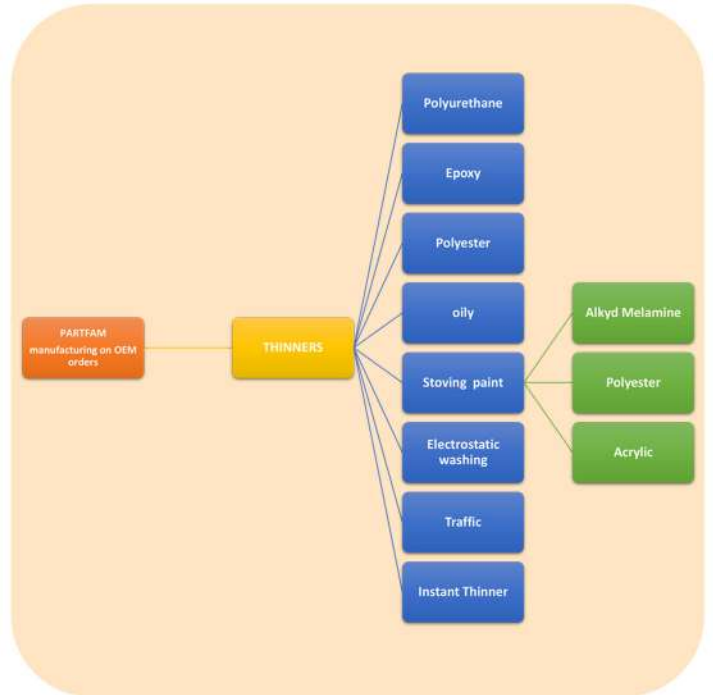 PARTFAM
manufacturing on OEM
orders
THINNERS
Polyurethane
Epoxy
Polyester
oily
Stoving paint
Electrostatic
washing
Traffic
Instant Thinner
Alkyd Melamine
Polyester
Acrylic